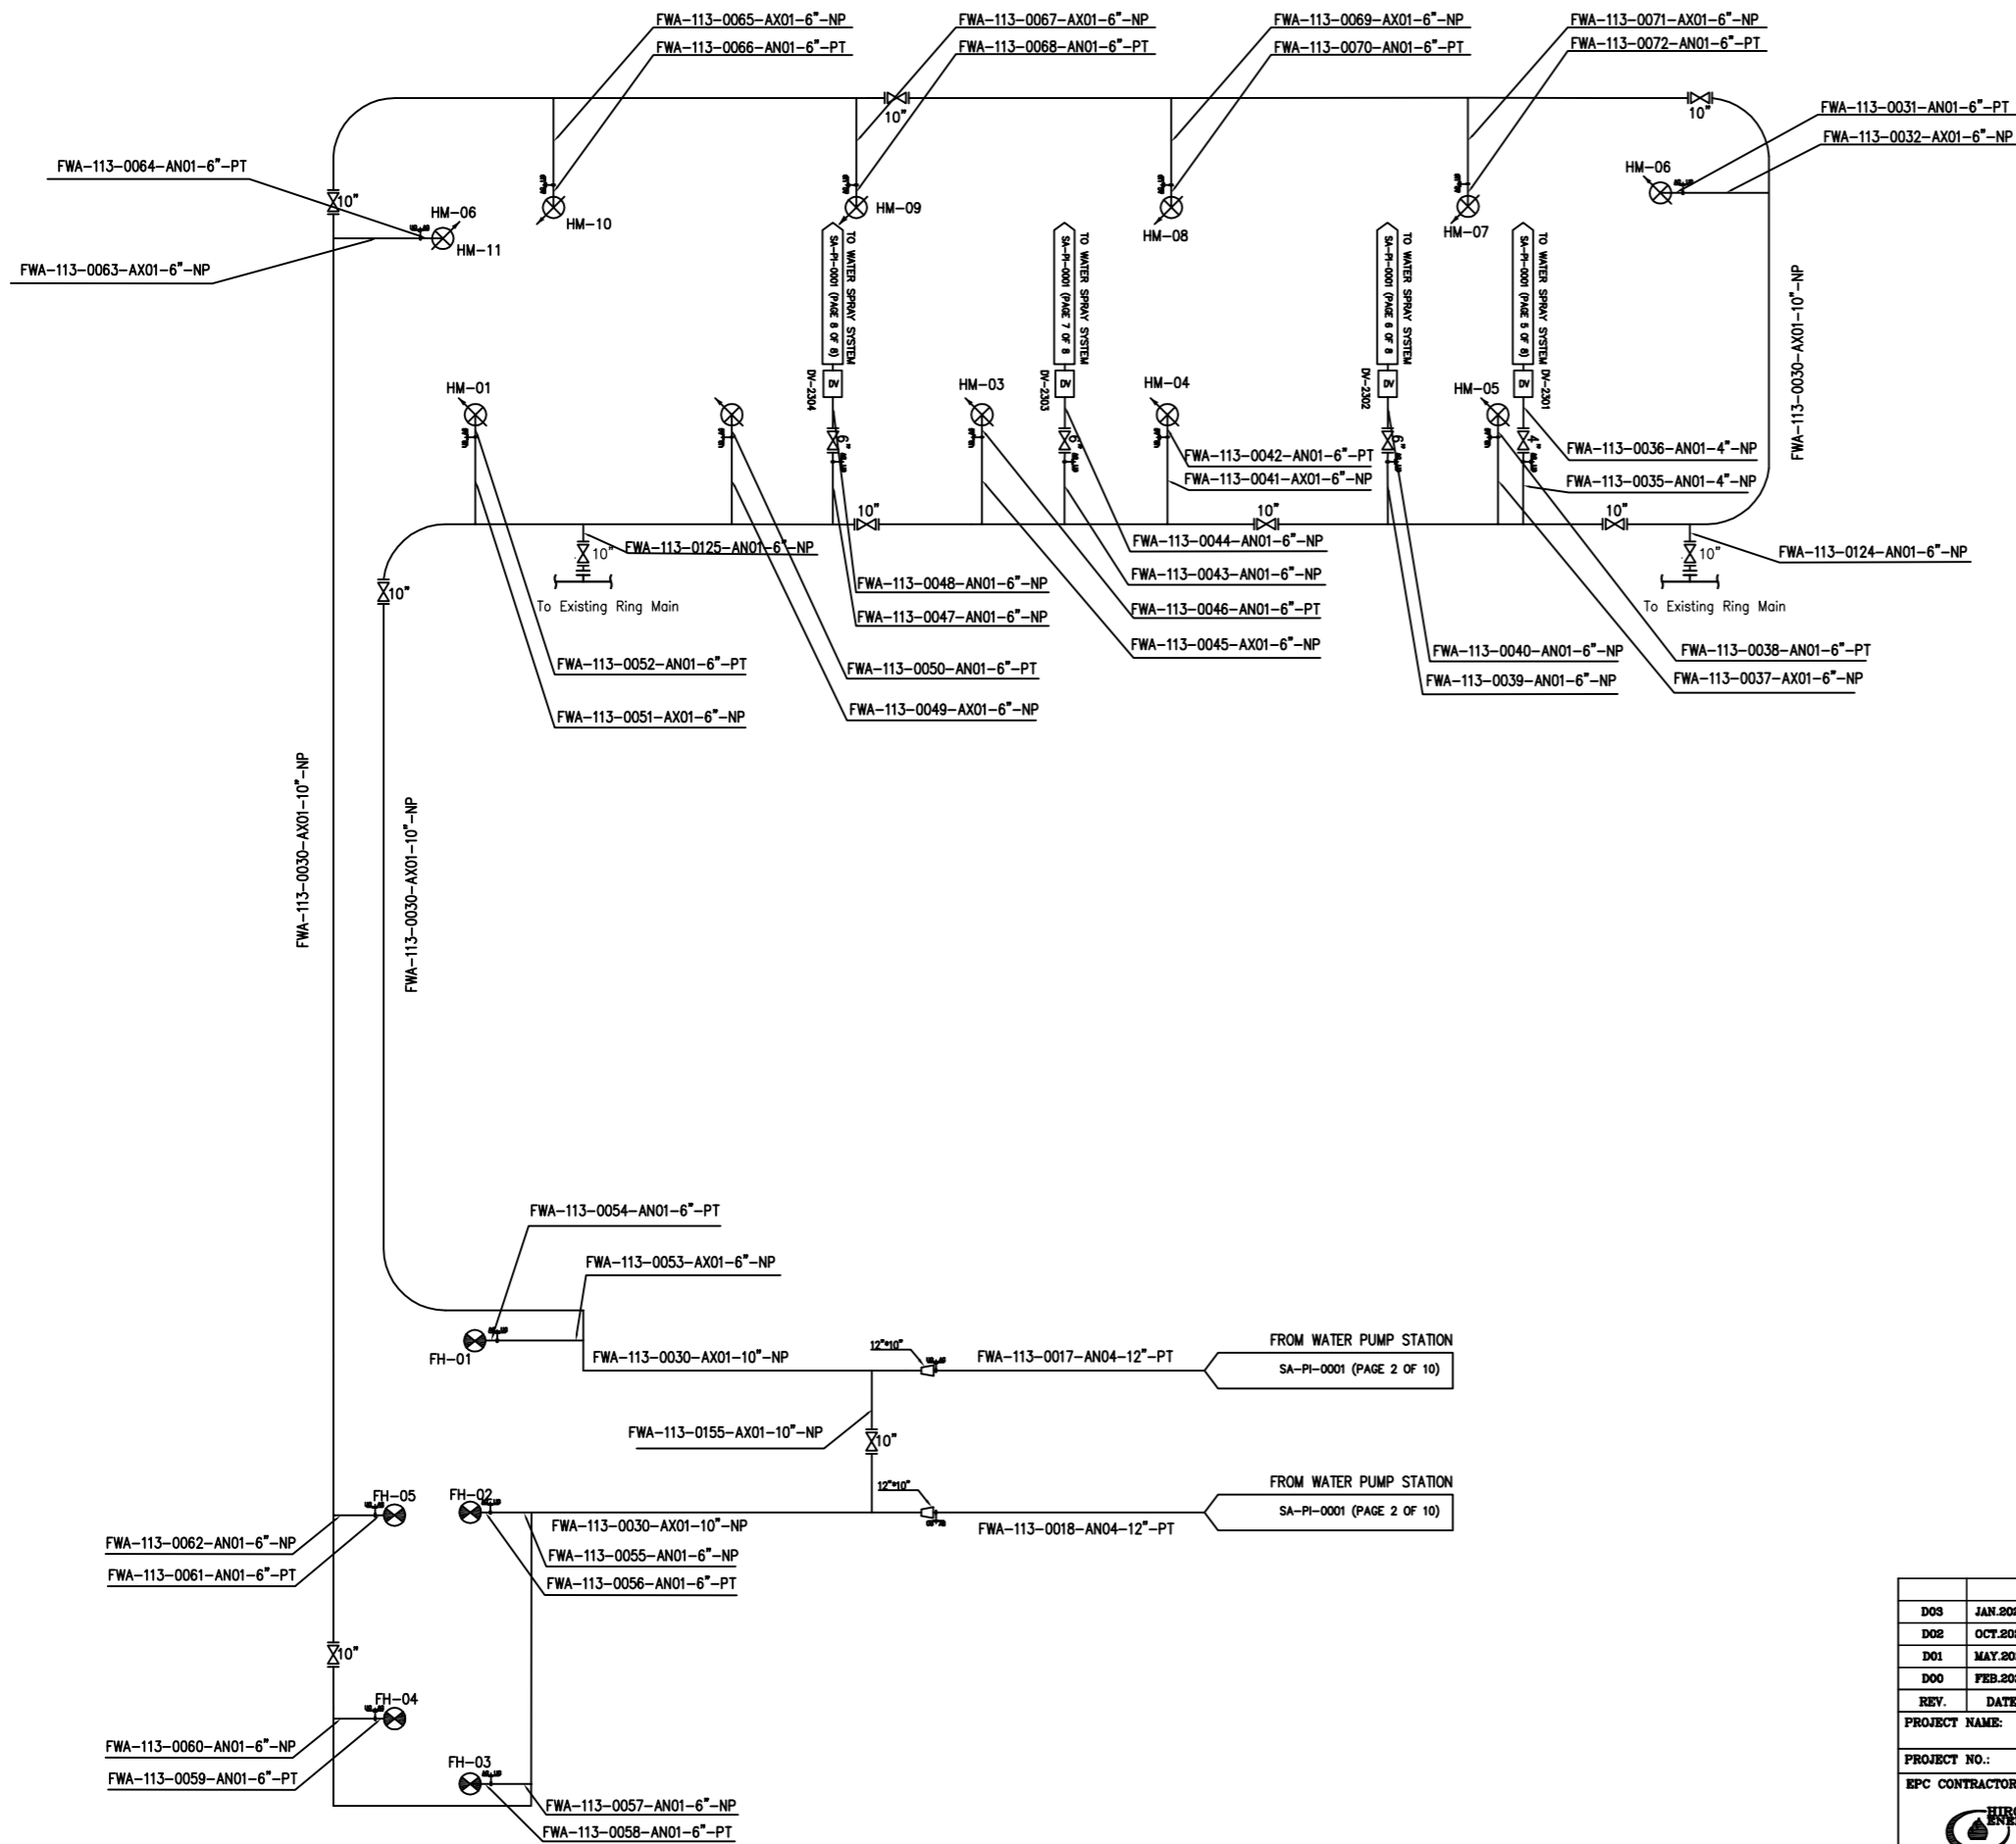 FWA-113-0065-AX01-6"-NP
FWA-113-0066-AN01-6"-PT
FWA-113-0067-AX01-6"-NP
FWA-113-0068-AN01-6"-PT
FWA-113-0069-AX01-6"-NP
FWA-113-0070-AN01-6"-PT
FWA-113-0071-AX01-6"-NP
FWA-113-0072-AN01-6"-PT
10"
10"
FWA-113-0031-AN01-6"-PT
FWA-113-0032-AX01-6"-NP
FWA-113-0064-AN01-6"-PT
10"
HM-06
HM-11
FWA-113-0063-AX01-6"-NP
HM-10
HM-09
HM-08
HM-07
HM-06
TO WATER SPRAY SYSTEM
SA-PI-0001 (PAGE 8 OF 8)
DV
DV-2304
TO WATER SPRAY SYSTEM
SA-PI-0001 (PAGE 7 OF 8
DV
DV-2303
TO WATER SPRAY SYSTEM
SA-PI-0001 (PAGE 6 OF 8
DV
DV-2302
TO WATER SPRAY SYSTEM
SA-PI-0001 (PAGE 5 OF 8)
DV
DV-2301
FWA-113-0030-AX01-10"-NP
HM-01
HM-03
HM-04
HM-05
6"
6"
6"
4"
FWA-113-0042-AN01-6"-PT
FWA-113-0041-AX01-6"-NP
FWA-113-0036-AN01-4"-NP
FWA-113-0035-AN01-4"-NP
10"
10"
10"
10"
FWA-113-0125-AN01-6"-NP
To Existing Ring Main
10"
FWA-113-0124-AN01-6"-NP
To Existing Ring Main
10"
FWA-113-0044-AN01-6"-NP
FWA-113-0043-AN01-6"-NP
FWA-113-0046-AN01-6"-PT
FWA-113-0045-AX01-6"-NP
FWA-113-0048-AN01-6"-NP
FWA-113-0047-AN01-6"-NP
FWA-113-0040-AN01-6"-NP
FWA-113-0039-AN01-6"-NP
FWA-113-0038-AN01-6"-PT
FWA-113-0037-AX01-6"-NP
FWA-113-0052-AN01-6"-PT
FWA-113-0051-AX01-6"-NP
FWA-113-0050-AN01-6"-PT
FWA-113-0049-AX01-6"-NP
FWA-113-0030-AX01-10"-NP
FWA-113-0030-AX01-10"-NP
FWA-113-0054-AN01-6"-PT
FWA-113-0053-AX01-6"-NP
FH-01
FWA-113-0030-AX01-10"-NP
12"*10"
FWA-113-0017-AN04-12"-PT
FROM WATER PUMP STATION
SA-PI-0001 (PAGE 2 OF 10)
FWA-113-0155-AX01-10"-NP
10"
12"*10"
FWA-113-0018-AN04-12"-PT
FROM WATER PUMP STATION
SA-PI-0001 (PAGE 2 OF 10)
FH-05
FH-02
FWA-113-0030-AX01-10"-NP
FWA-113-0062-AN01-6"-NP
FWA-113-0061-AN01-6"-PT
FWA-113-0055-AN01-6"-NP
FWA-113-0056-AN01-6"-PT
10"
FH-04
FWA-113-0060-AN01-6"-NP
FWA-113-0059-AN01-6"-PT
FH-03
FWA-113-0057-AN01-6"-NP
FWA-113-0058-AN01-6"-PT
D03
D02
D01
D00
REV.
PROJECT NAME:
PROJECT NO.: